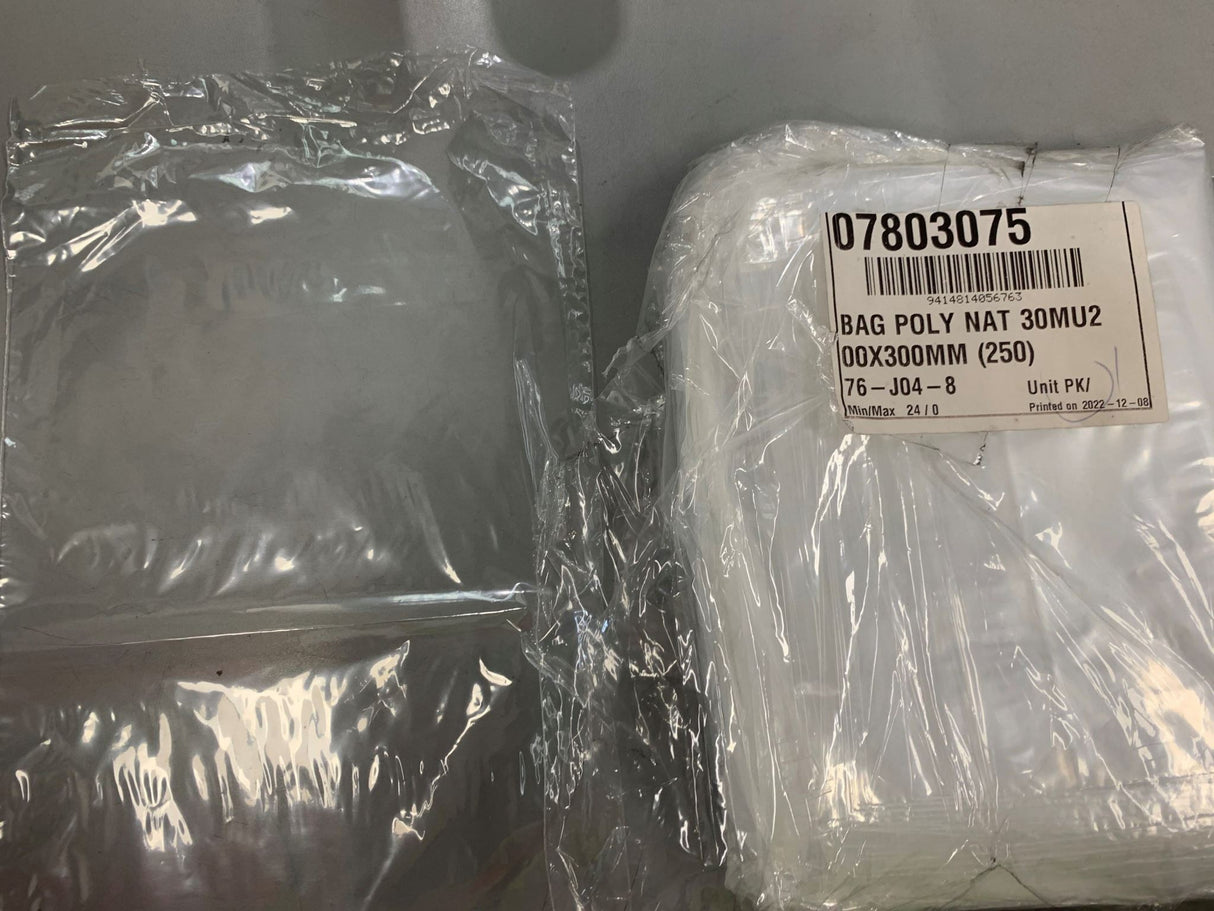 07803075
9414814056763
BAG POLY NAT 30MU2
00X300MM (250)
76-J04-8 Unit PK/
Min/Max 24 / 0 Printed on 2022-12-08